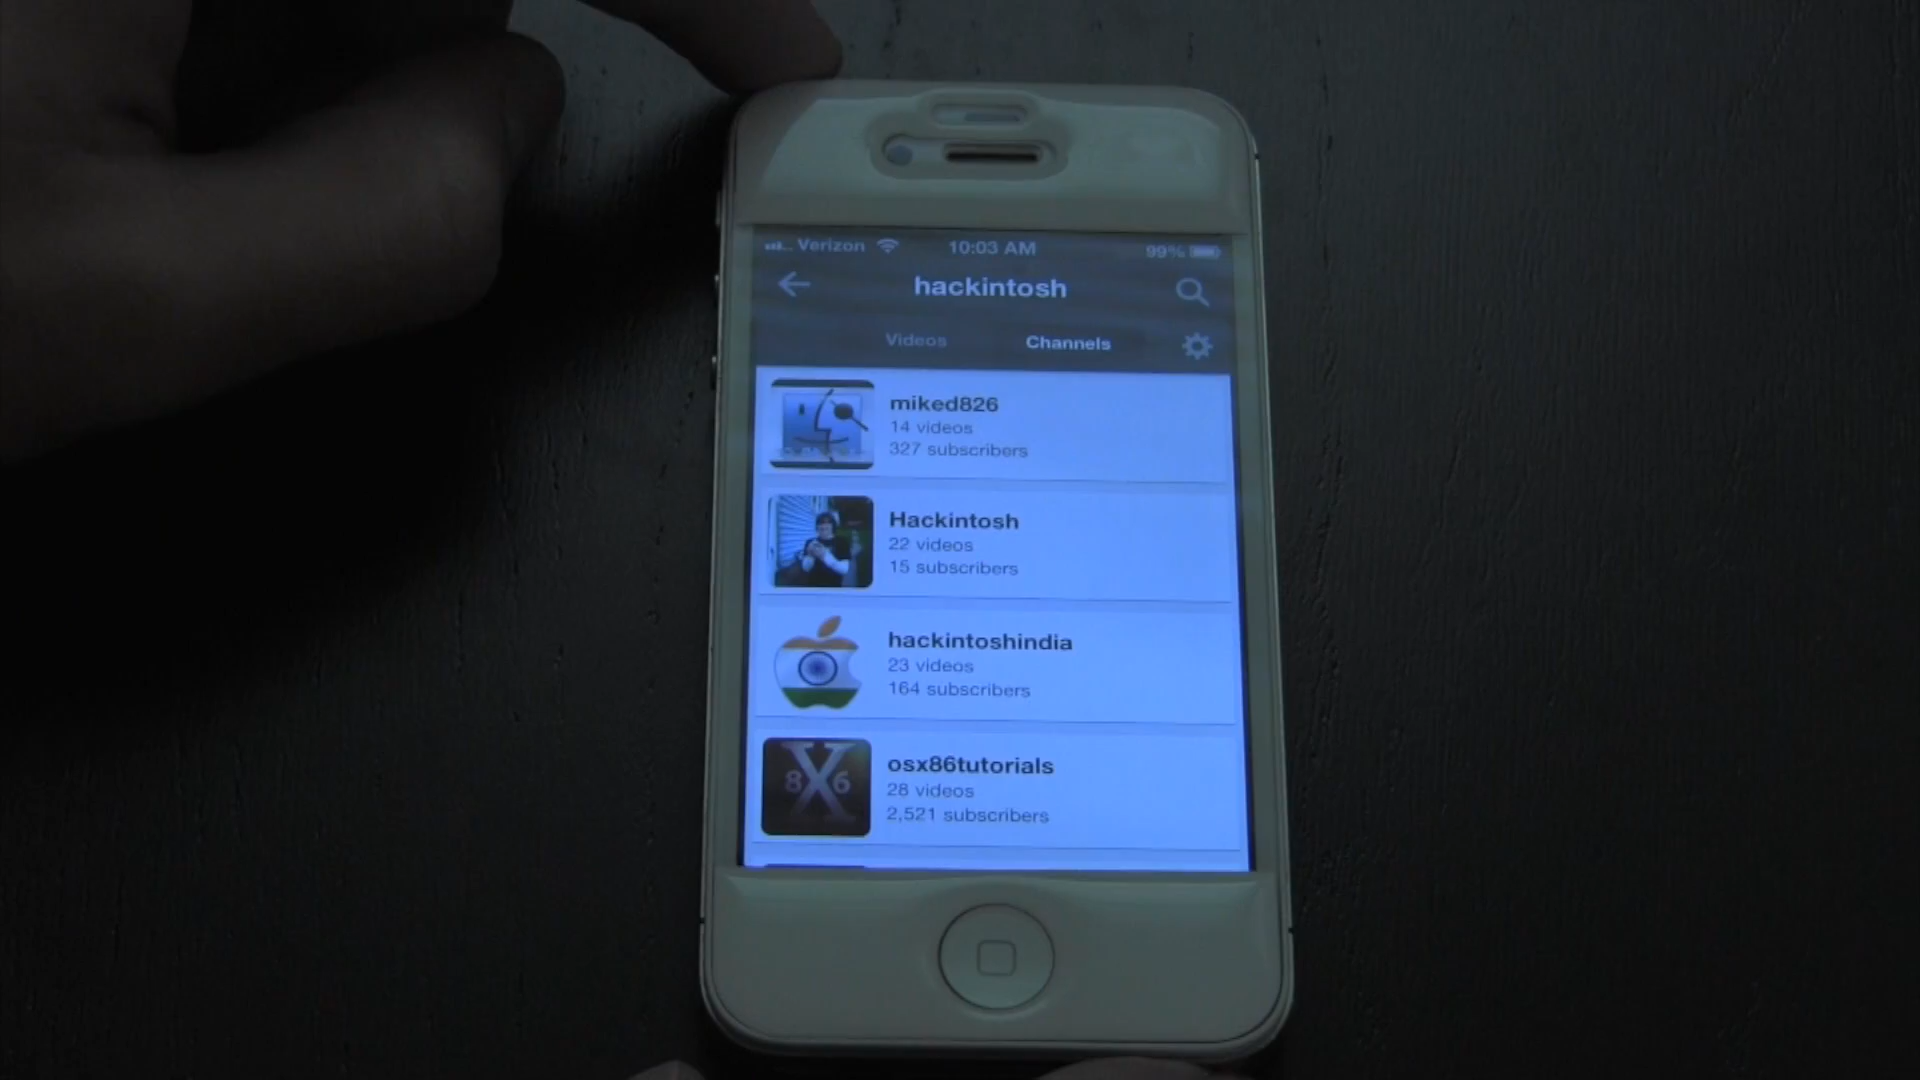 Verizon 10:03 AM 99%
hackintosh
Videos Channels
miked826
14 videos
327 subscribers
Hackintosh
22 videos
15 subscribers
hackintoshindia
23 videos
164 subscribers
8X6
osx86tutorials
28 videos
2,521 subscribers